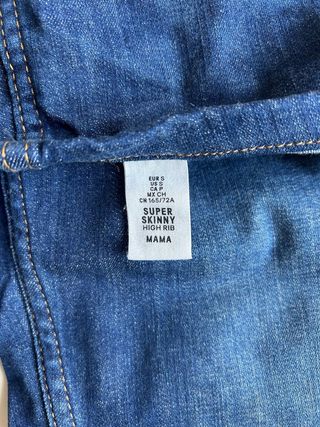 EUR S
US S
CA P
MX CH
CN 165/72A
SUPER
SKINNY
HIGH RIB
MAMA